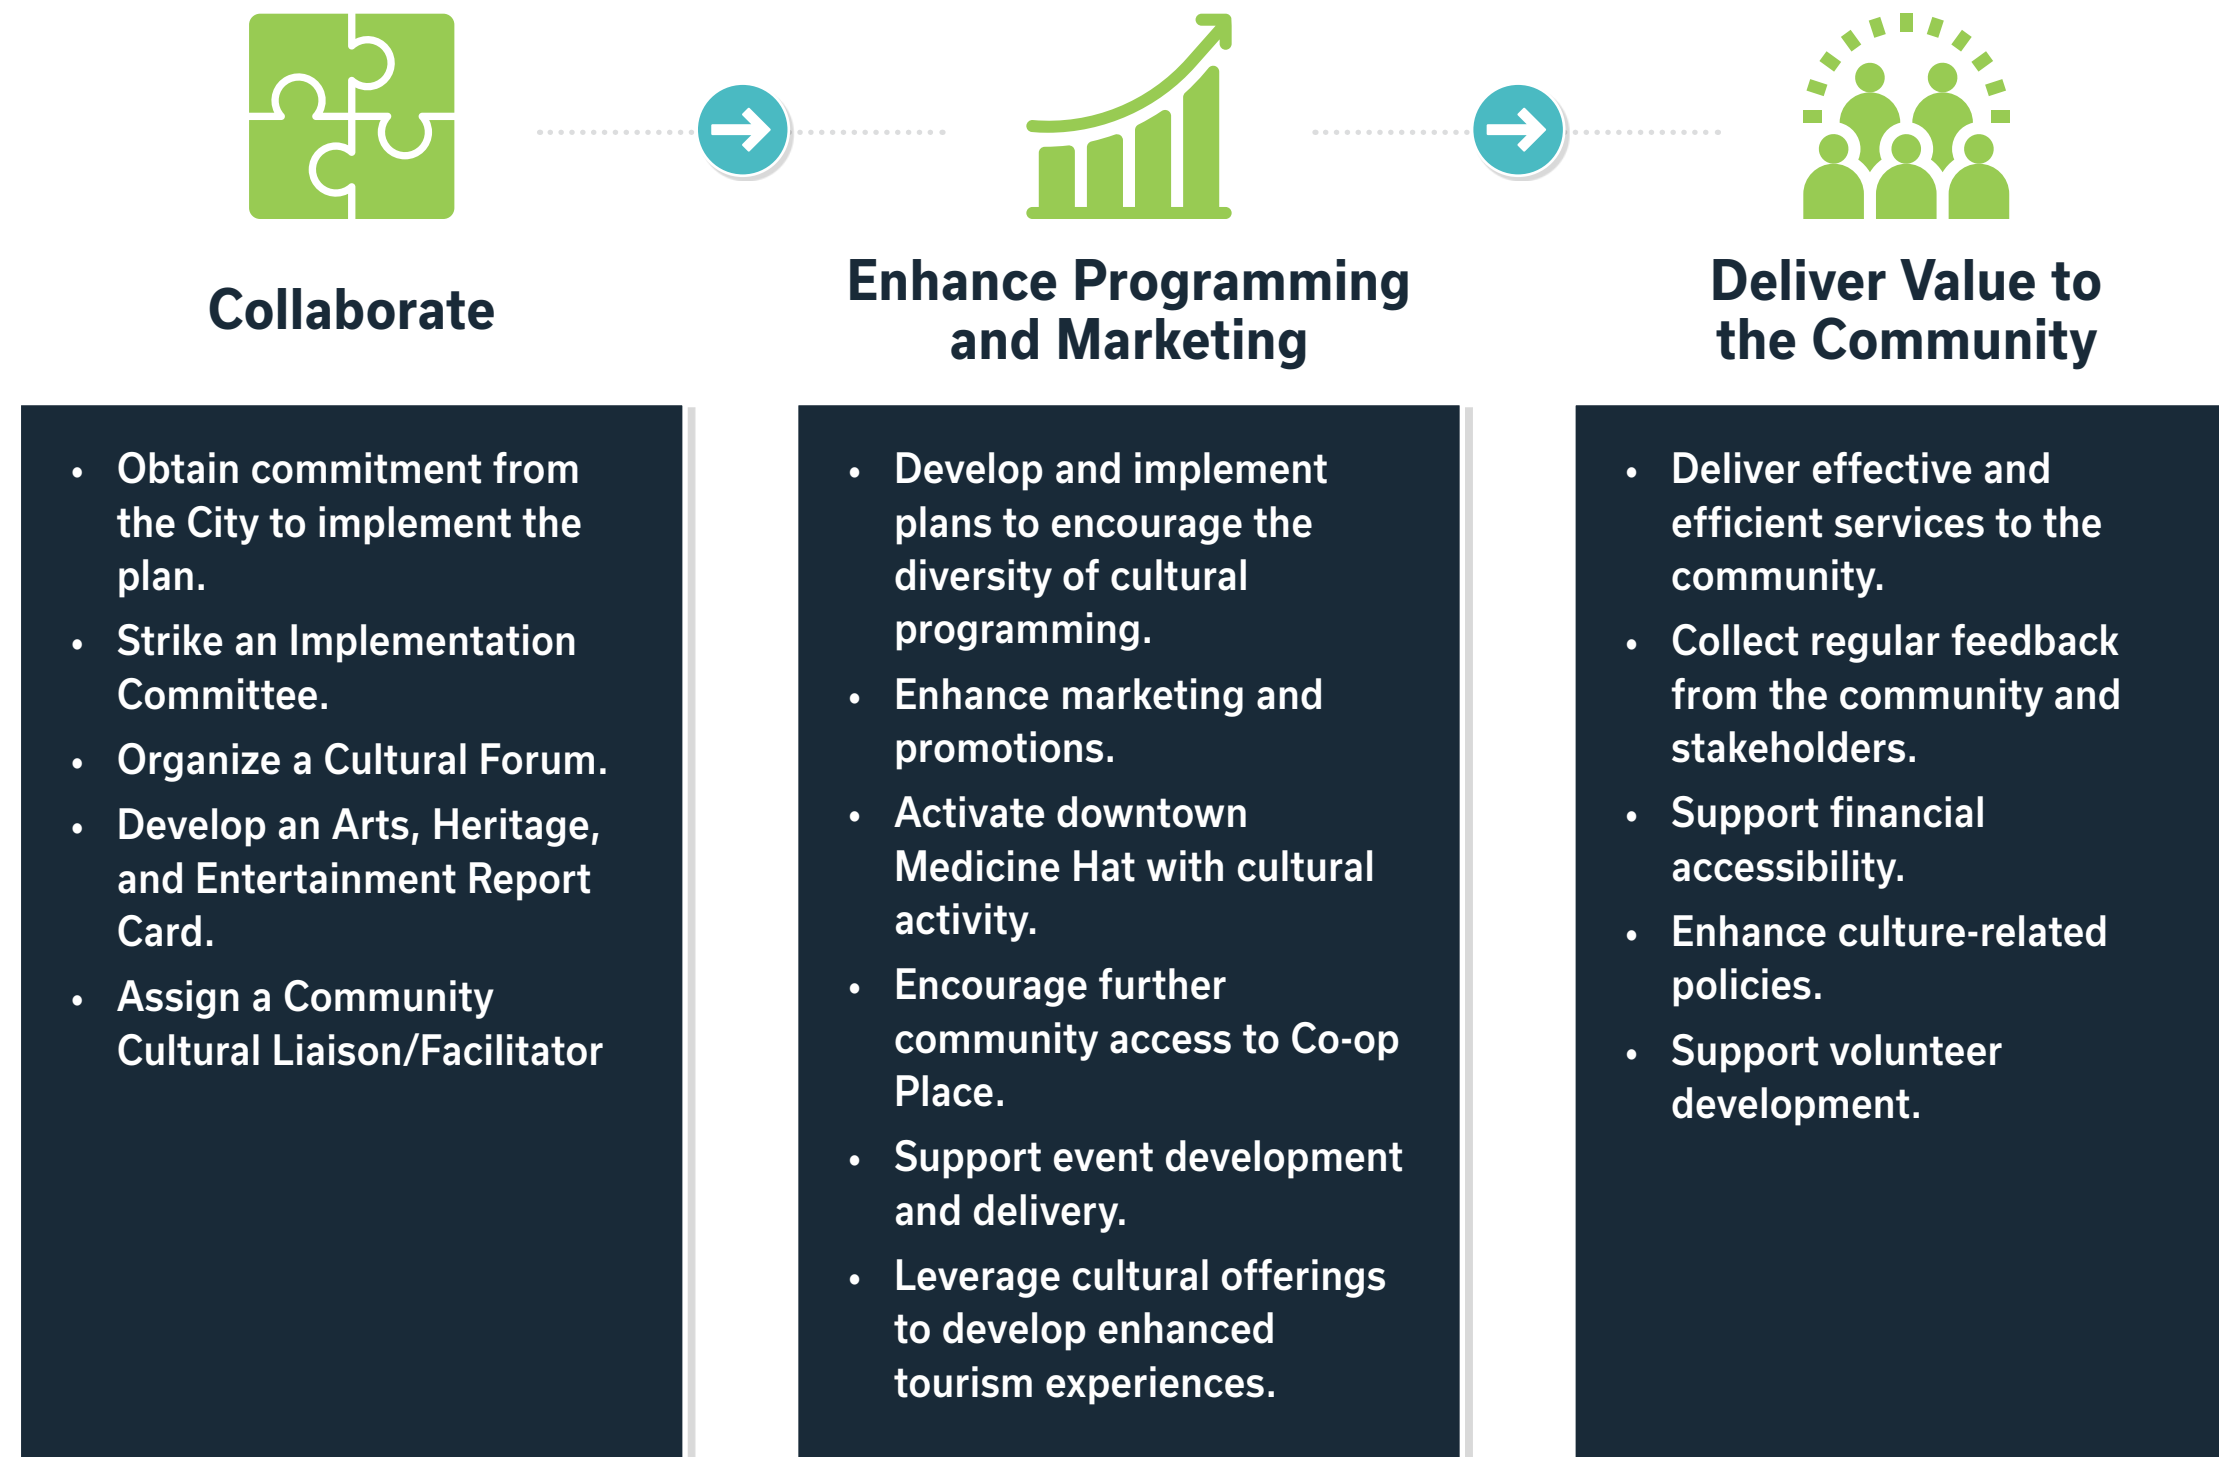 Collaborate
• Obtain commitment from
the City to implement the
plan.
• Strike an Implementation
Committee.
• Organize a Cultural Forum.
• Develop an Arts, Heritage,
and Entertainment Report
Card.
• Assign a Community
Cultural Liaison/Facilitator
Enhance Programming
and Marketing
• Develop and implement
plans to encourage the
diversity of cultural
programming.
• Enhance marketing and
promotions.
• Activate downtown
Medicine Hat with cultural
activity.
• Encourage further
community access to Co-op
Place.
• Support event development
and delivery.
• Leverage cultural offerings
to develop enhanced
tourism experiences.
Deliver Value to
the Community
• Deliver effective and
efficient services to the
community.
• Collect regular feedback
from the community and
stakeholders.
• Support financial
accessibility.
• Enhance culture-related
policies.
• Support volunteer
development.